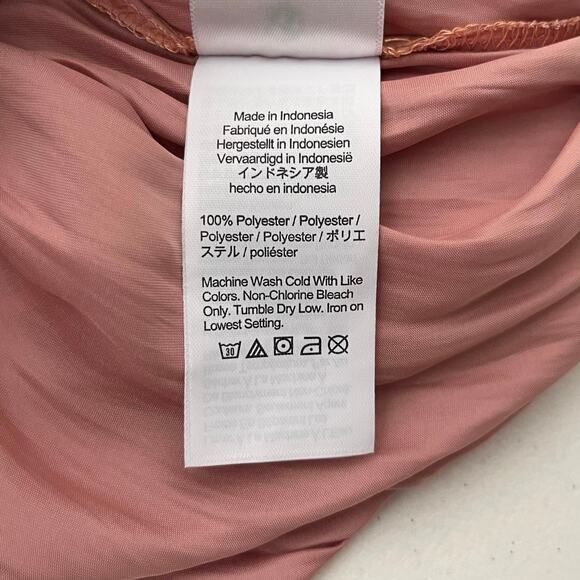 Made in Indonesia
Fabriqué en Indonésie
Hergestellt in Indonesien
Vervaardigd in Indonesië
インドネシア製
hecho en indonesia
100% Polyester / Polyester /
Polyester / Polyester / ポリエ
ステル / poliéster
Machine Wash Cold With Like
Colors. Non-Chlorine Bleach
Only. Tumble Dry Low. Iron on
Lowest Setting.
30